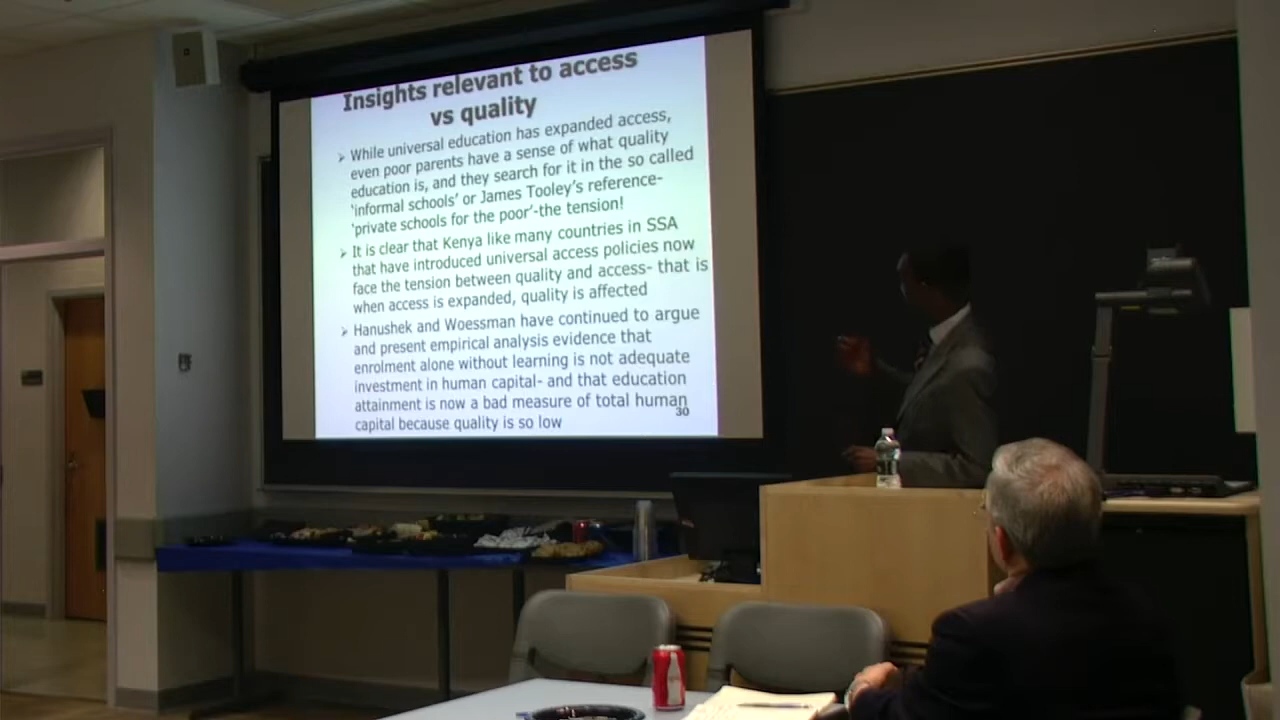 Insights relevant to access
vs quality
➢ While universal education has expanded access,
even poor parents have a sense of what quality
education is, and they search for it in the so called
‘informal schools’ or James Tooley’s reference-
‘private schools for the poor’-the tension!
➢ It is clear that Kenya like many countries in SSA
that have introduced universal access policies now
face the tension between quality and access- that is
when access is expanded, quality is affected
➢ Hanushek and Woessman have continued to argue
and present empirical analysis evidence that
enrolment alone without learning is not adequate
investment in human capital- and that education
attainment is now a bad measure of total human
capital because quality is so low
30